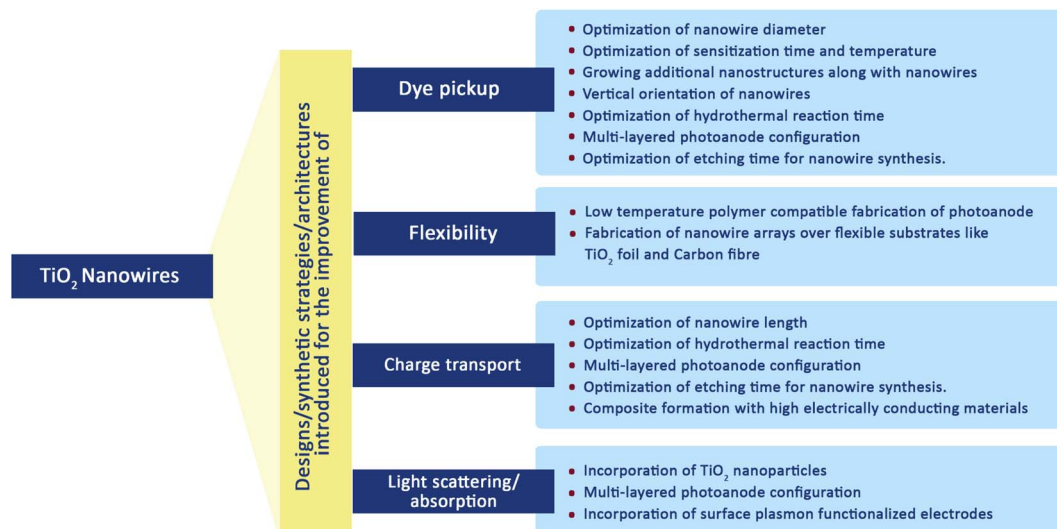 TiO₂ Nanowires
Designs/synthetic strategies/architectures
introduced for the improvement of
Dye pickup
• Optimization of nanowire diameter
• Optimization of sensitization time and temperature
• Growing additional nanostructures along with nanowires
• Vertical orientation of nanowires
• Optimization of hydrothermal reaction time
• Multi-layered photoanode configuration
• Optimization of etching time for nanowire synthesis.
Flexibility
• Low temperature polymer compatible fabrication of photoanode
• Fabrication of nanowire arrays over flexible substrates like
TiO₂ foil and Carbon fibre
Charge transport
• Optimization of nanowire length
• Optimization of hydrothermal reaction time
• Multi-layered photoanode configuration
• Optimization of etching time for nanowire synthesis.
• Composite formation with high electrically conducting materials
Light scattering/
absorption
• Incorporation of TiO₂ nanoparticles
• Multi-layered photoanode configuration
• Incorporation of surface plasmon functionalized electrodes